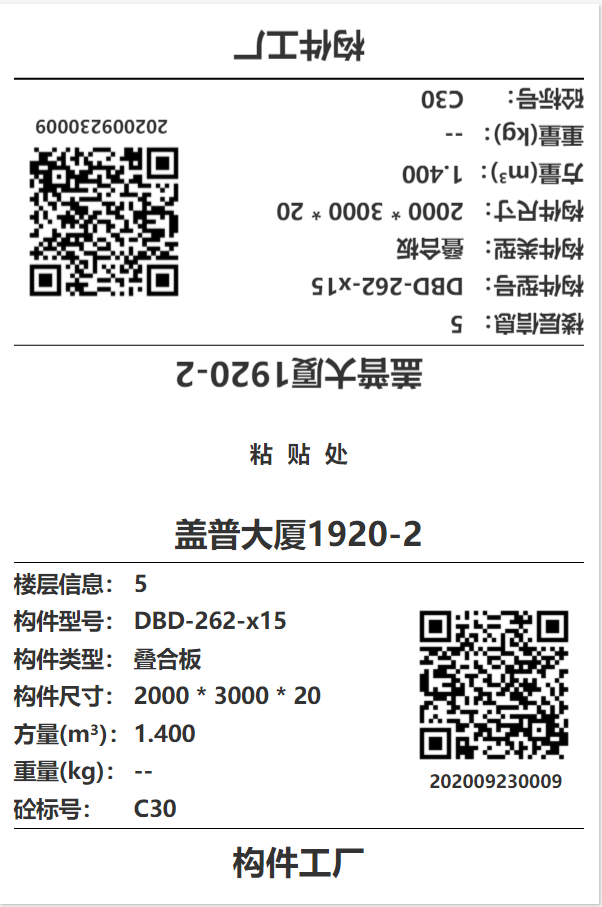 构件工厂
砼标号： C30
重量(kg)： --
方量(m³)： 1.400
构件尺寸： 2000 * 3000 * 20
构件类型： 叠合板
构件型号： DBD-262-x15
楼层信息： 5
202009230009
盖普大厦1920-2
粘 贴 处
盖普大厦1920-2
楼层信息： 5
构件型号： DBD-262-x15
构件类型： 叠合板
构件尺寸： 2000 * 3000 * 20
方量(m³)： 1.400
重量(kg)： --
砼标号： C30
202009230009
构件工厂